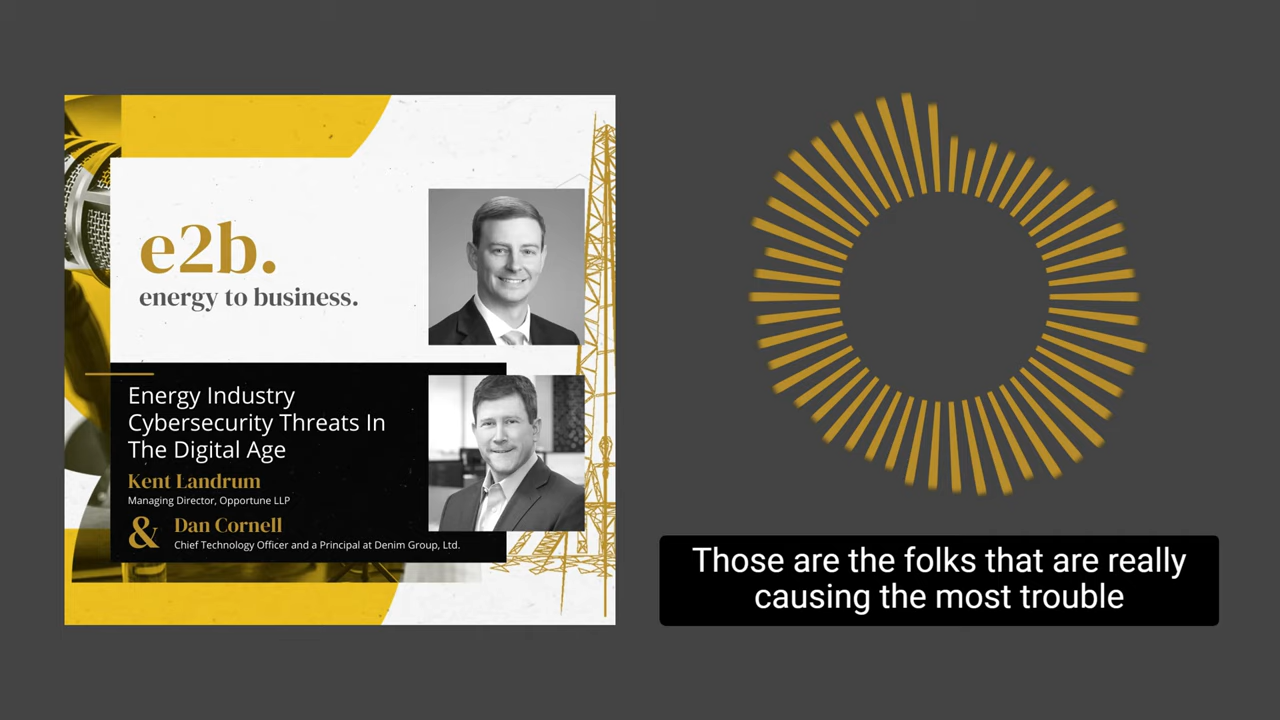 e2b.
energy to business.
Energy Industry
Cybersecurity Threats In
The Digital Age
Kent Landrum
Managing Director, Opportune LLP
& Dan Cornell
Chief Technology Officer and a Principal at Denim Group, Ltd.
Those are the folks that are really
causing the most trouble